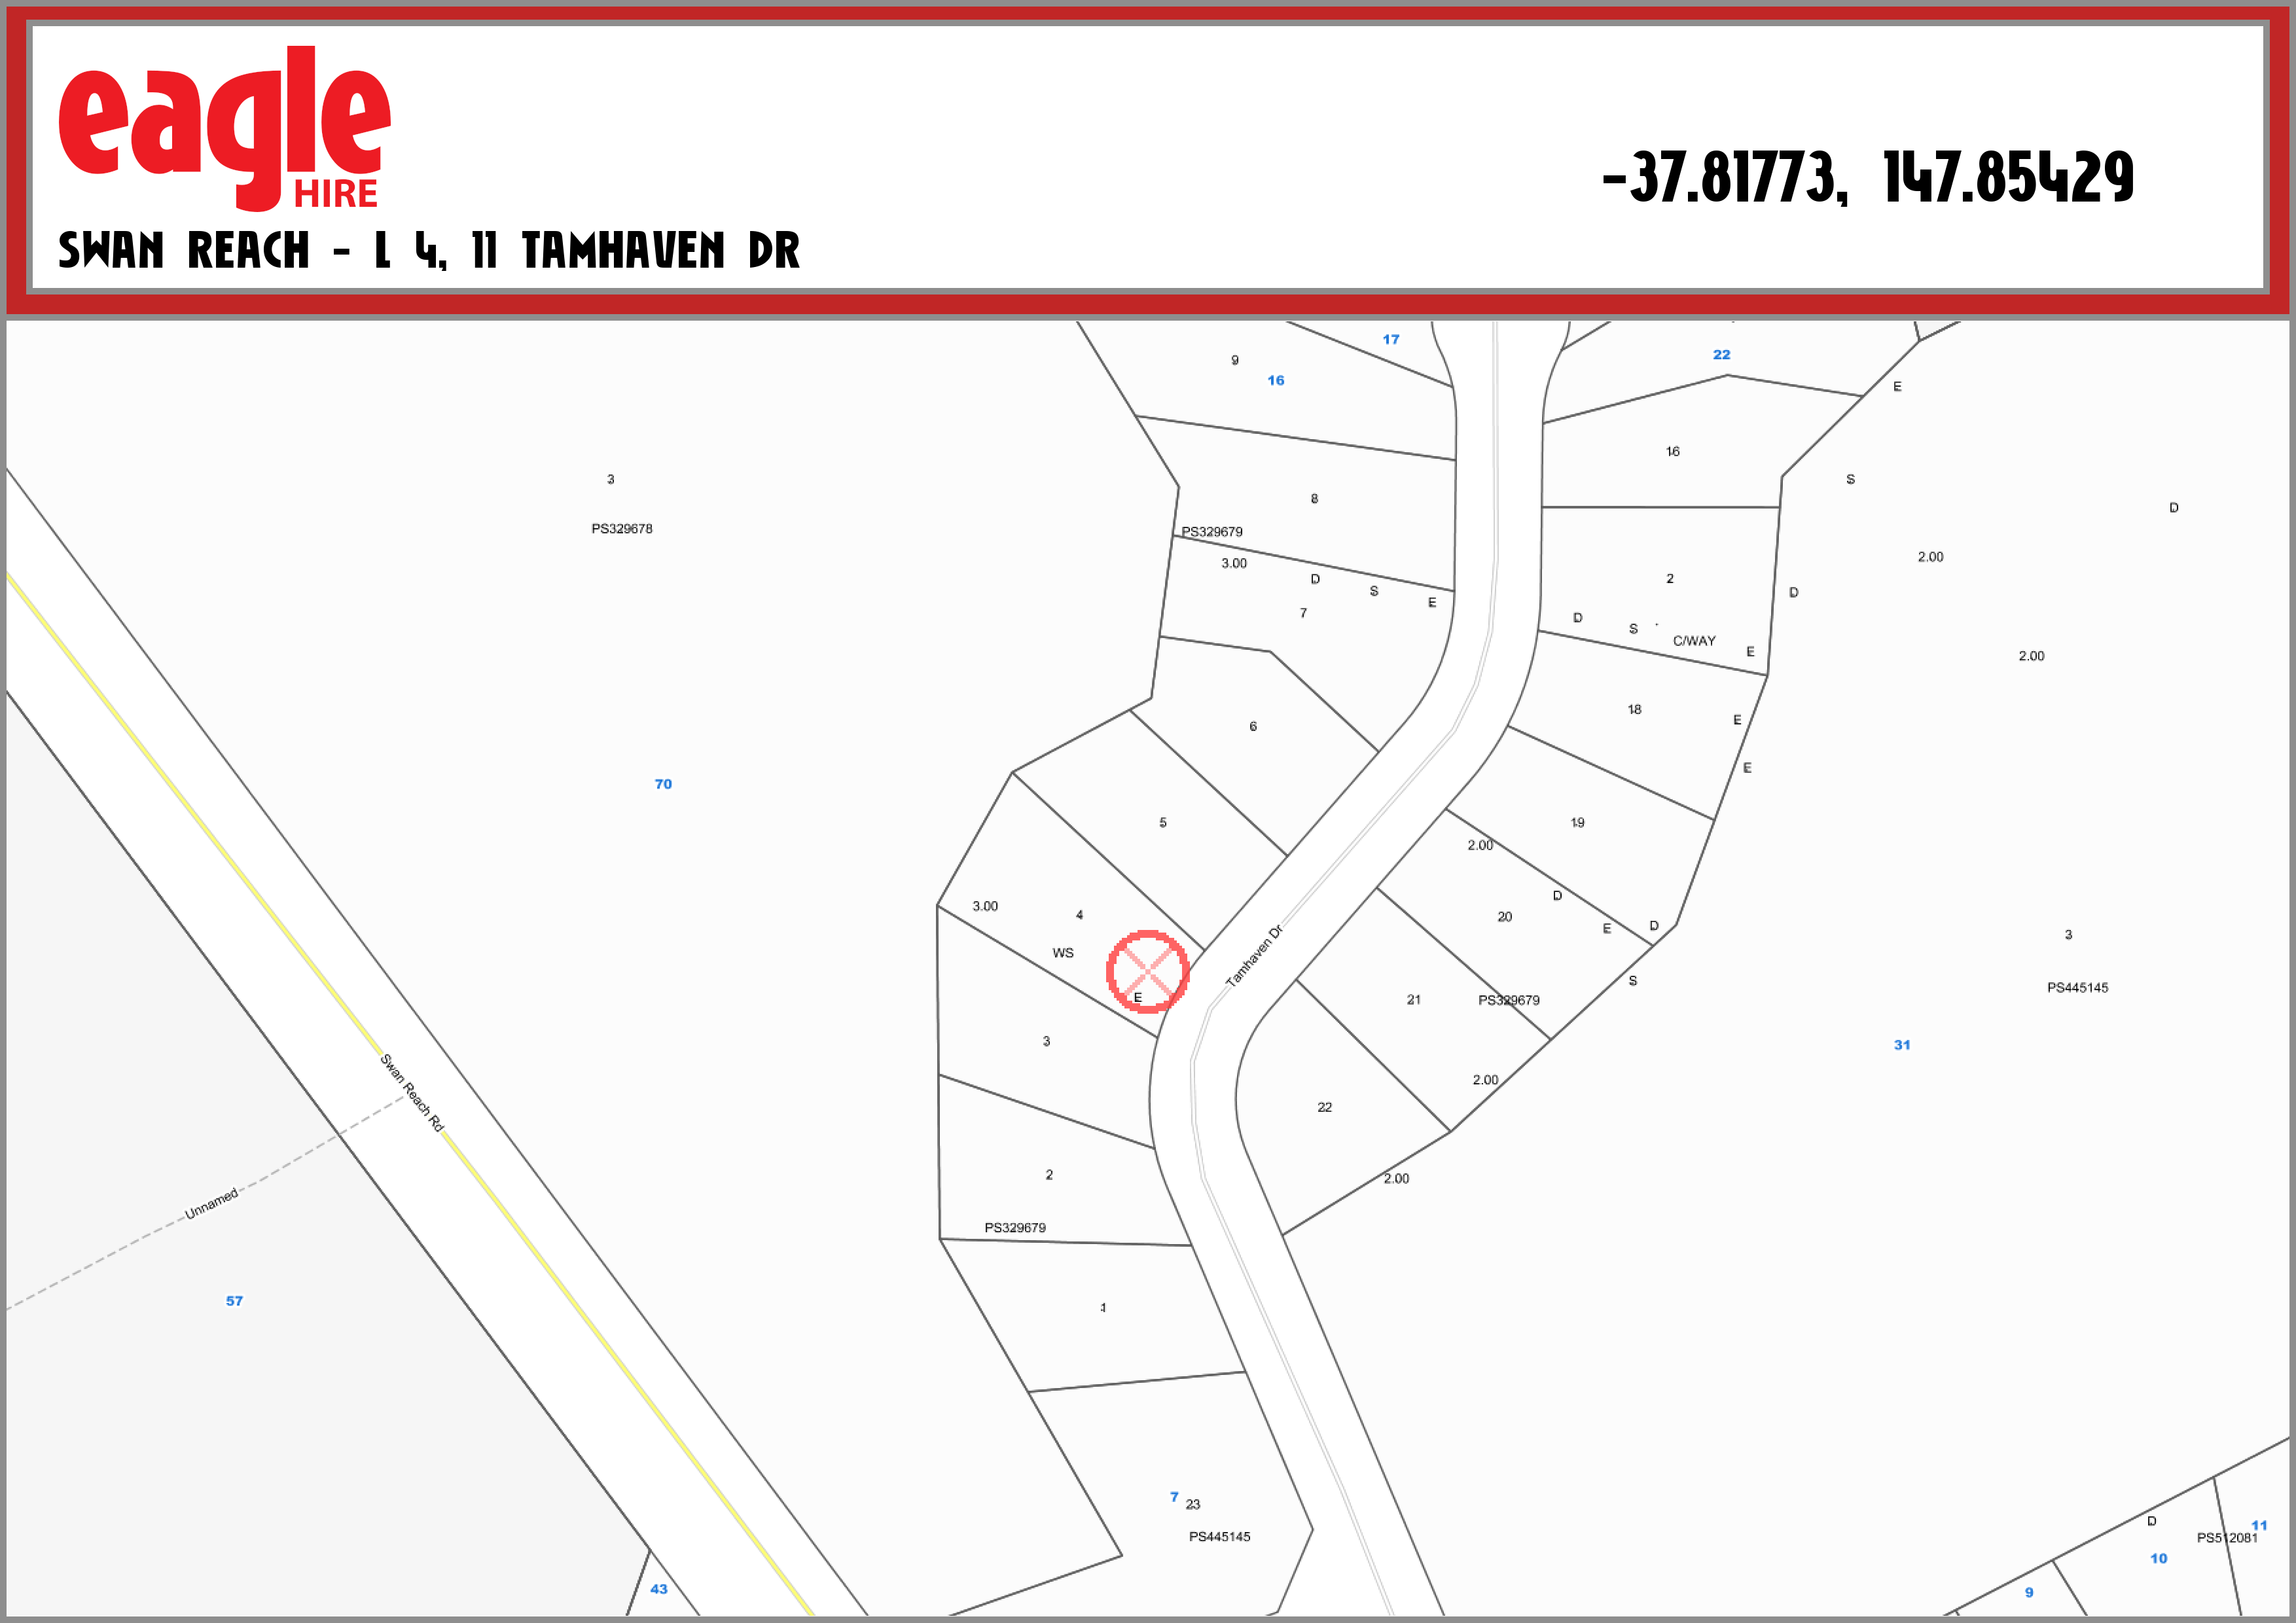 eagle
HIRE
SWAN REACH - L 4, 11 TAMHAVEN DR
-37.81773, 147.85429
17
22
9
16
E
16
3
S
8
D
PS329678
PS329679
2.00
3.00
D
2
S
D
E
7
D
S
C/WAY
E
2.00
18
6
E
E
70
5
19
2.00
D
3.00
4
20
E
D
3
WS
Tamhaven Dr
S
PS445145
E
21
PS329679
3
31
2.00
22
Swan Reach Rd
2
2.00
Unnamed
PS329679
57
1
7
23
PS445145
D
11
PS512081
10
43
9